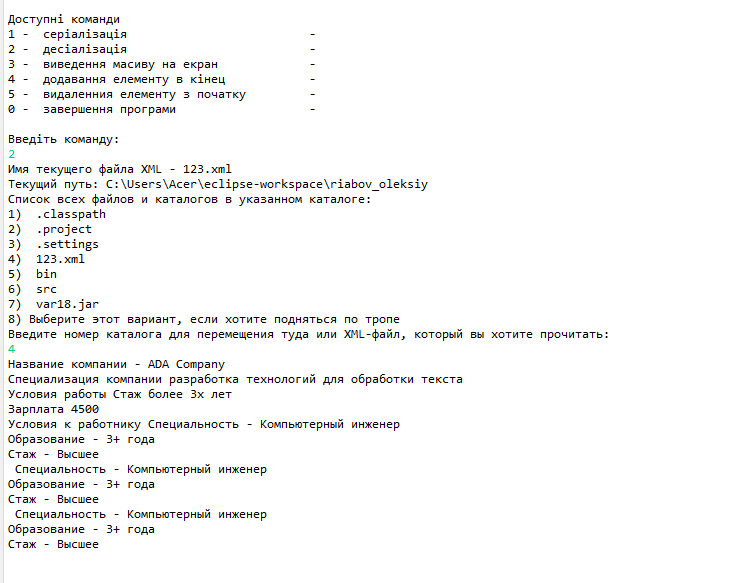 Доступні команди
1 - серіалізація -
2 - десіалізація -
3 - виведення масиву на екран -
4 - додавання елементу в кінец -
5 - видаленния елементу з початку -
0 - завершення програми -
Введіть команду:
2
Имя текущего файла XML - 123.xml
Текущий путь: C:\Users\Acer\eclipse-workspace\riabov_oleksiy
Список всех файлов и каталогов в указанном каталоге:
1) .classpath
2) .project
3) .settings
4) 123.xml
5) bin
6) src
7) var18.jar
8) Выберите этот вариант, если хотите подняться по тропе
Введите номер каталога для перемещения туда или XML-файл, который вы хотите прочитать:
4
Название компании - ADA Company
Специализация компании разработка технологий для обработки текста
Условия работы Стаж более 3х лет
Зарплата 4500
Условия к работнику Специальность - Компьютерный инженер
Образование - 3+ года
Стаж - Высшее
Специальность - Компьютерный инженер
Образование - 3+ года
Стаж - Высшее
Специальность - Компьютерный инженер
Образование - 3+ года
Стаж - Высшее